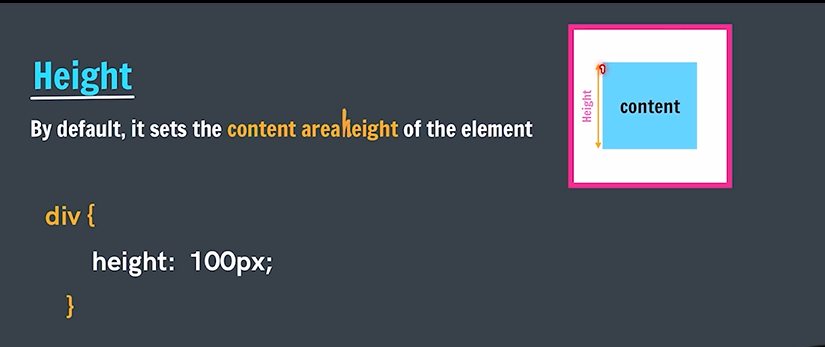 Height
By default, it sets the content area height of the element
div {
height: 100px;
}
Height
content